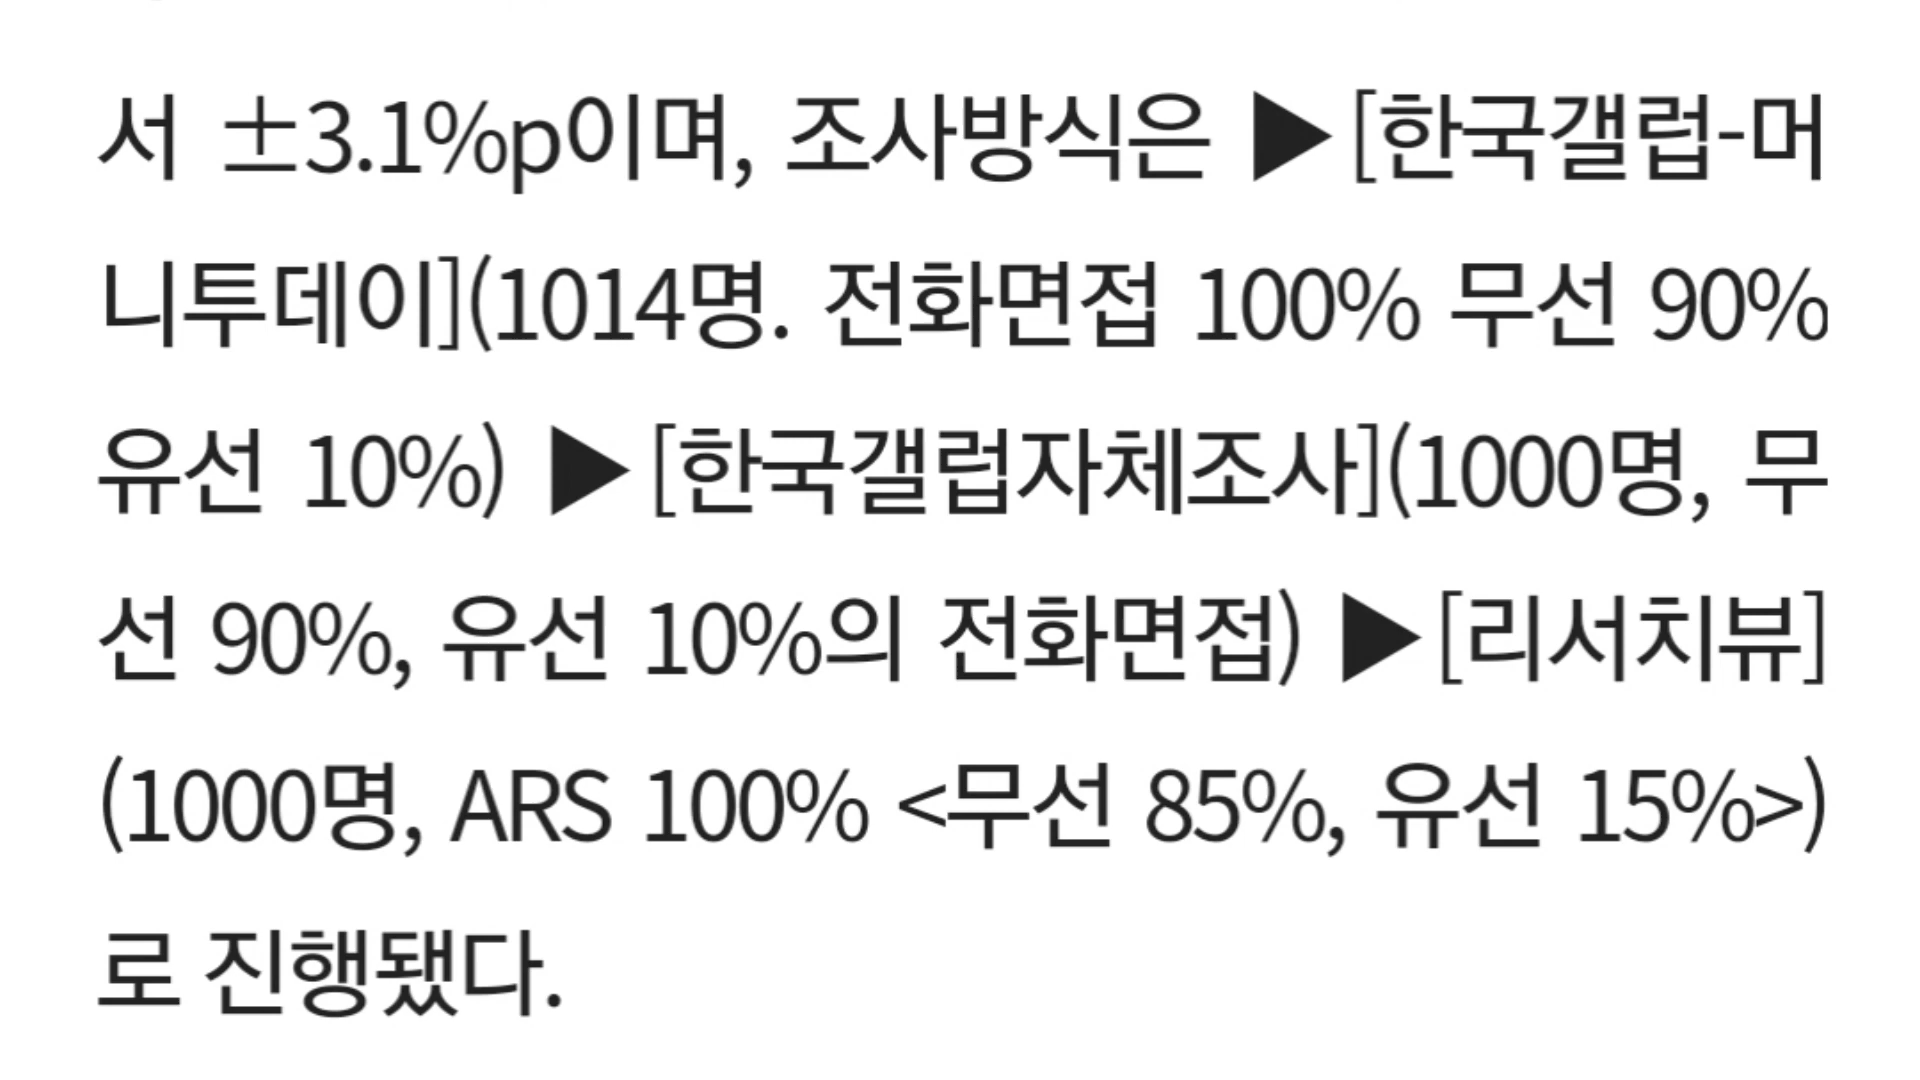 서 ±3.1%p이며, 조사방식은 ▶[한국갤럽-머
니투데이](1014명. 전화면접 100% 무선 90%
유선 10%) ▶[한국갤럽자체조사](1000명, 무
선 90%, 유선 10%의 전화면접) ▶[리서치뷰]
(1000명, ARS 100% <무선 85%, 유선 15%>)
로 진행됐다.